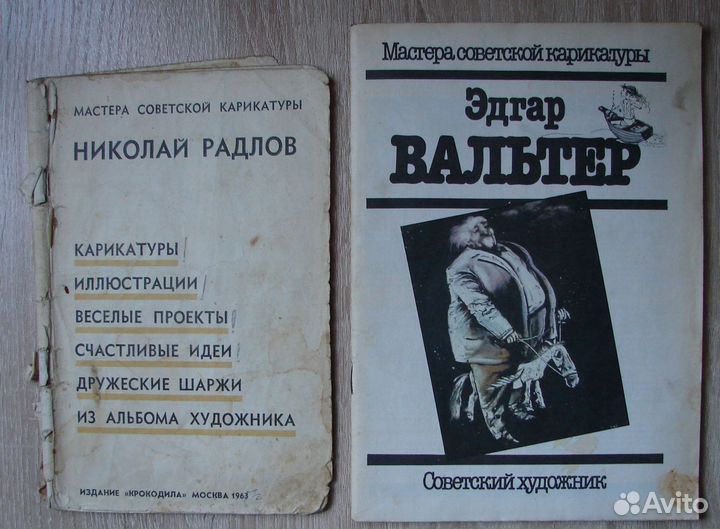 МАСТЕРА СОВЕТСКОЙ КАРИКАТУРЫ
НИКОЛАЙ РАДЛОВ
КАРИКАТУРЫ
ИЛЛЮСТРАЦИИ
ВЕСЕЛЫЕ ПРОЕКТЫ
СЧАСТЛИВЫЕ ИДЕИ
ДРУЖЕСКИЕ ШАРЖИ
ИЗ АЛЬБОМА ХУДОЖНИКА
ИЗДАНИЕ «КРОКОДИЛА» МОСКВА 1963
Мастера советской карикатуры
Эдгар
ВАЛЬТЕР
Советский художник
Avito